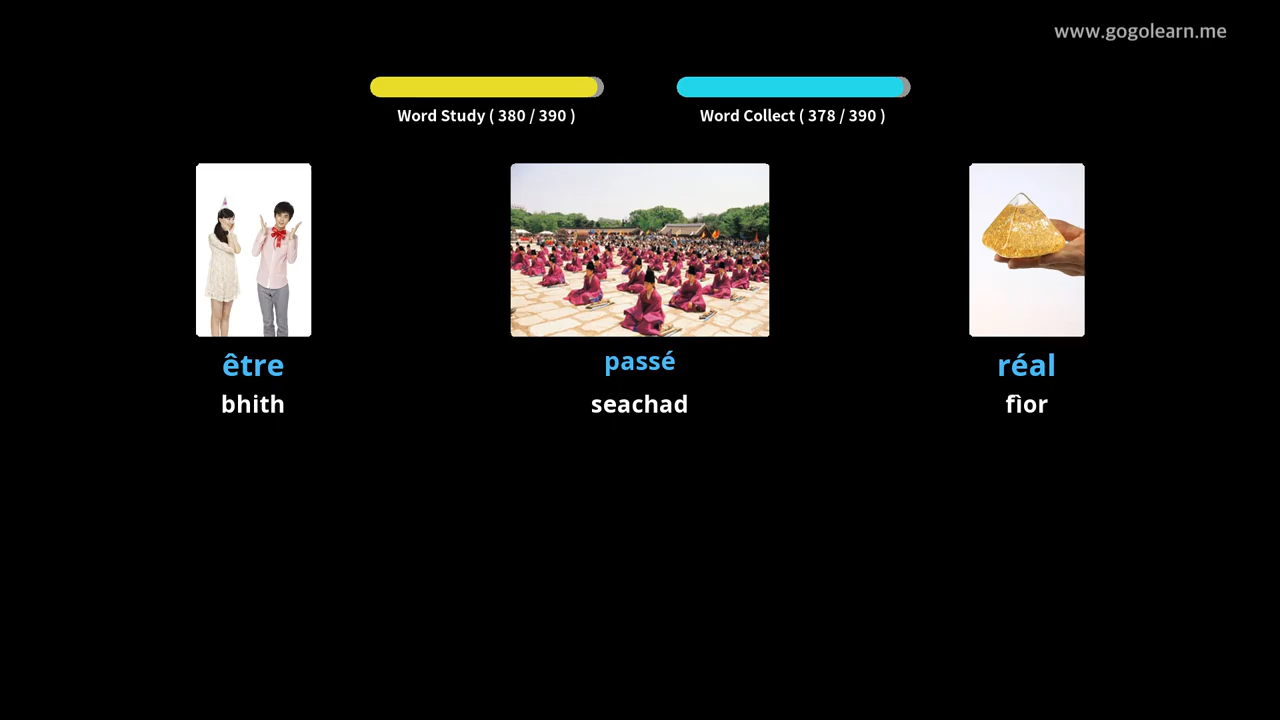 www.gogolearn.me
Word Study ( 380 / 390 )
Word Collect ( 378 / 390 )
être
passé
réal
bhith
seachad
fìor